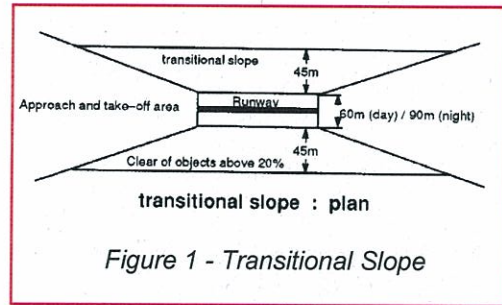 transitional slope
45m
Approach and take-off area
Runway
60m (day) / 90m (night)
45m
Clear of objects above 20%
transitional slope : plan
Figure 1 - Transitional Slope